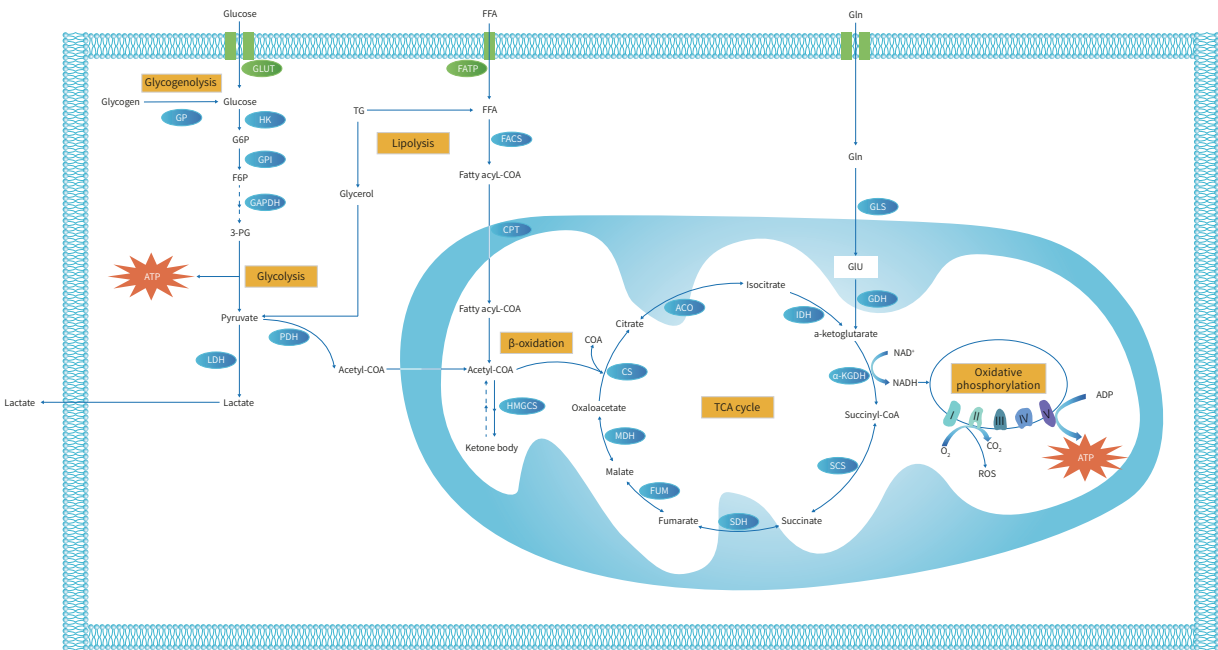 Glucose
FFA
Gln
GLUT
FATP
Glycogenolysis
Glycogen
Glucose
TG
FFA
GP
HK
G6P
Lipolysis
FACS
GPI
F6P
Fatty acyL-COA
Gln
GAPDH
Glycerol
GLS
3-PG
CPT
ATP
Glycolysis
GlU
Isocitrate
GDH
Pyruvate
Fatty acyL-COA
ACO
IDH
Citrate
a-ketoglutarate
PDH
β-oxidation
COA
NAD⁺
LDH
Acetyl-COA
Acetyl-COA
CS
α-KGDH
NADH
Oxidative
phosphorylation
ADP
Lactate
Lactate
HMGCS
Oxaloacetate
TCA cycle
Succinyl-CoA
I
II
III
IV
V
Ketone body
MDH
O₂
CO₂
ATP
Malate
SCS
ROS
FUM
Fumarate
SDH
Succinate